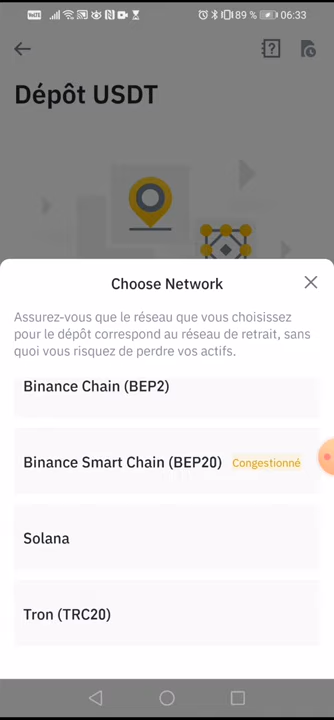 89 % 06:33
Dépôt USDT
Choose Network
Assurez-vous que le réseau que vous choisissez
pour le dépôt correspond au réseau de retrait, sans
quoi vous risquez de perdre vos actifs.
Binance Chain (BEP2)
Binance Smart Chain (BEP20) Congestionné
Solana
Tron (TRC20)